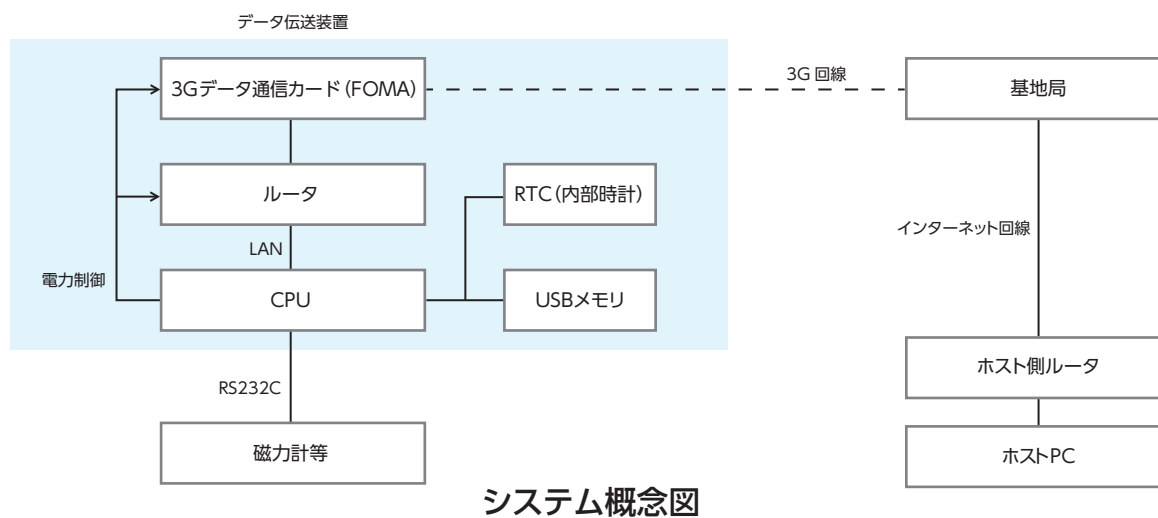 データ伝送装置
3Gデータ通信カード（FOMA）
3G 回線
基地局
ルータ
RTC（内部時計）
LAN
インターネット回線
電力制御
CPU
USBメモリ
ホスト側ルータ
RS232C
磁力計等
ホストPC
システム概念図